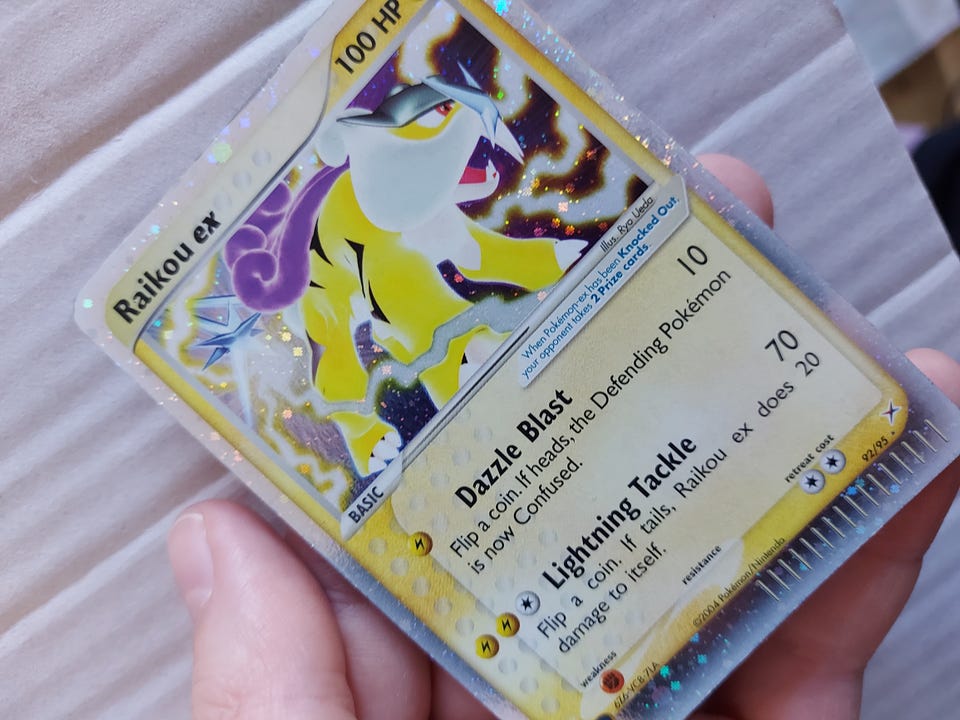 Raikou ex
100 HP
Illus. Ryo Ueda
BASIC
When Pokémon-ex has been Knocked Out,
your opponent takes 2 Prize cards.
Dazzle Blast 10
Flip a coin. If heads, the Defending Pokémon
is now Confused.
Lightning Tackle 70
Flip a coin. If tails, Raikou ex does 20
damage to itself.
weakness
resistance
retreat cost
©2004 Pokémon/Nintendo
92/95